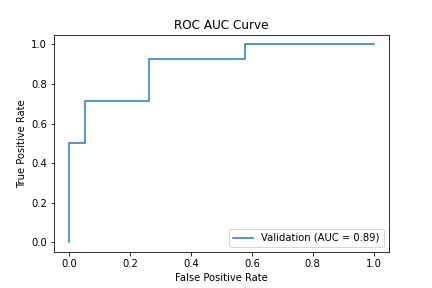 ROC AUC Curve
True Positive Rate
1.0
0.8
0.6
0.4
0.2
0.0
Validation (AUC = 0.89)
0.0 0.2 0.4 0.6 0.8 1.0
False Positive Rate